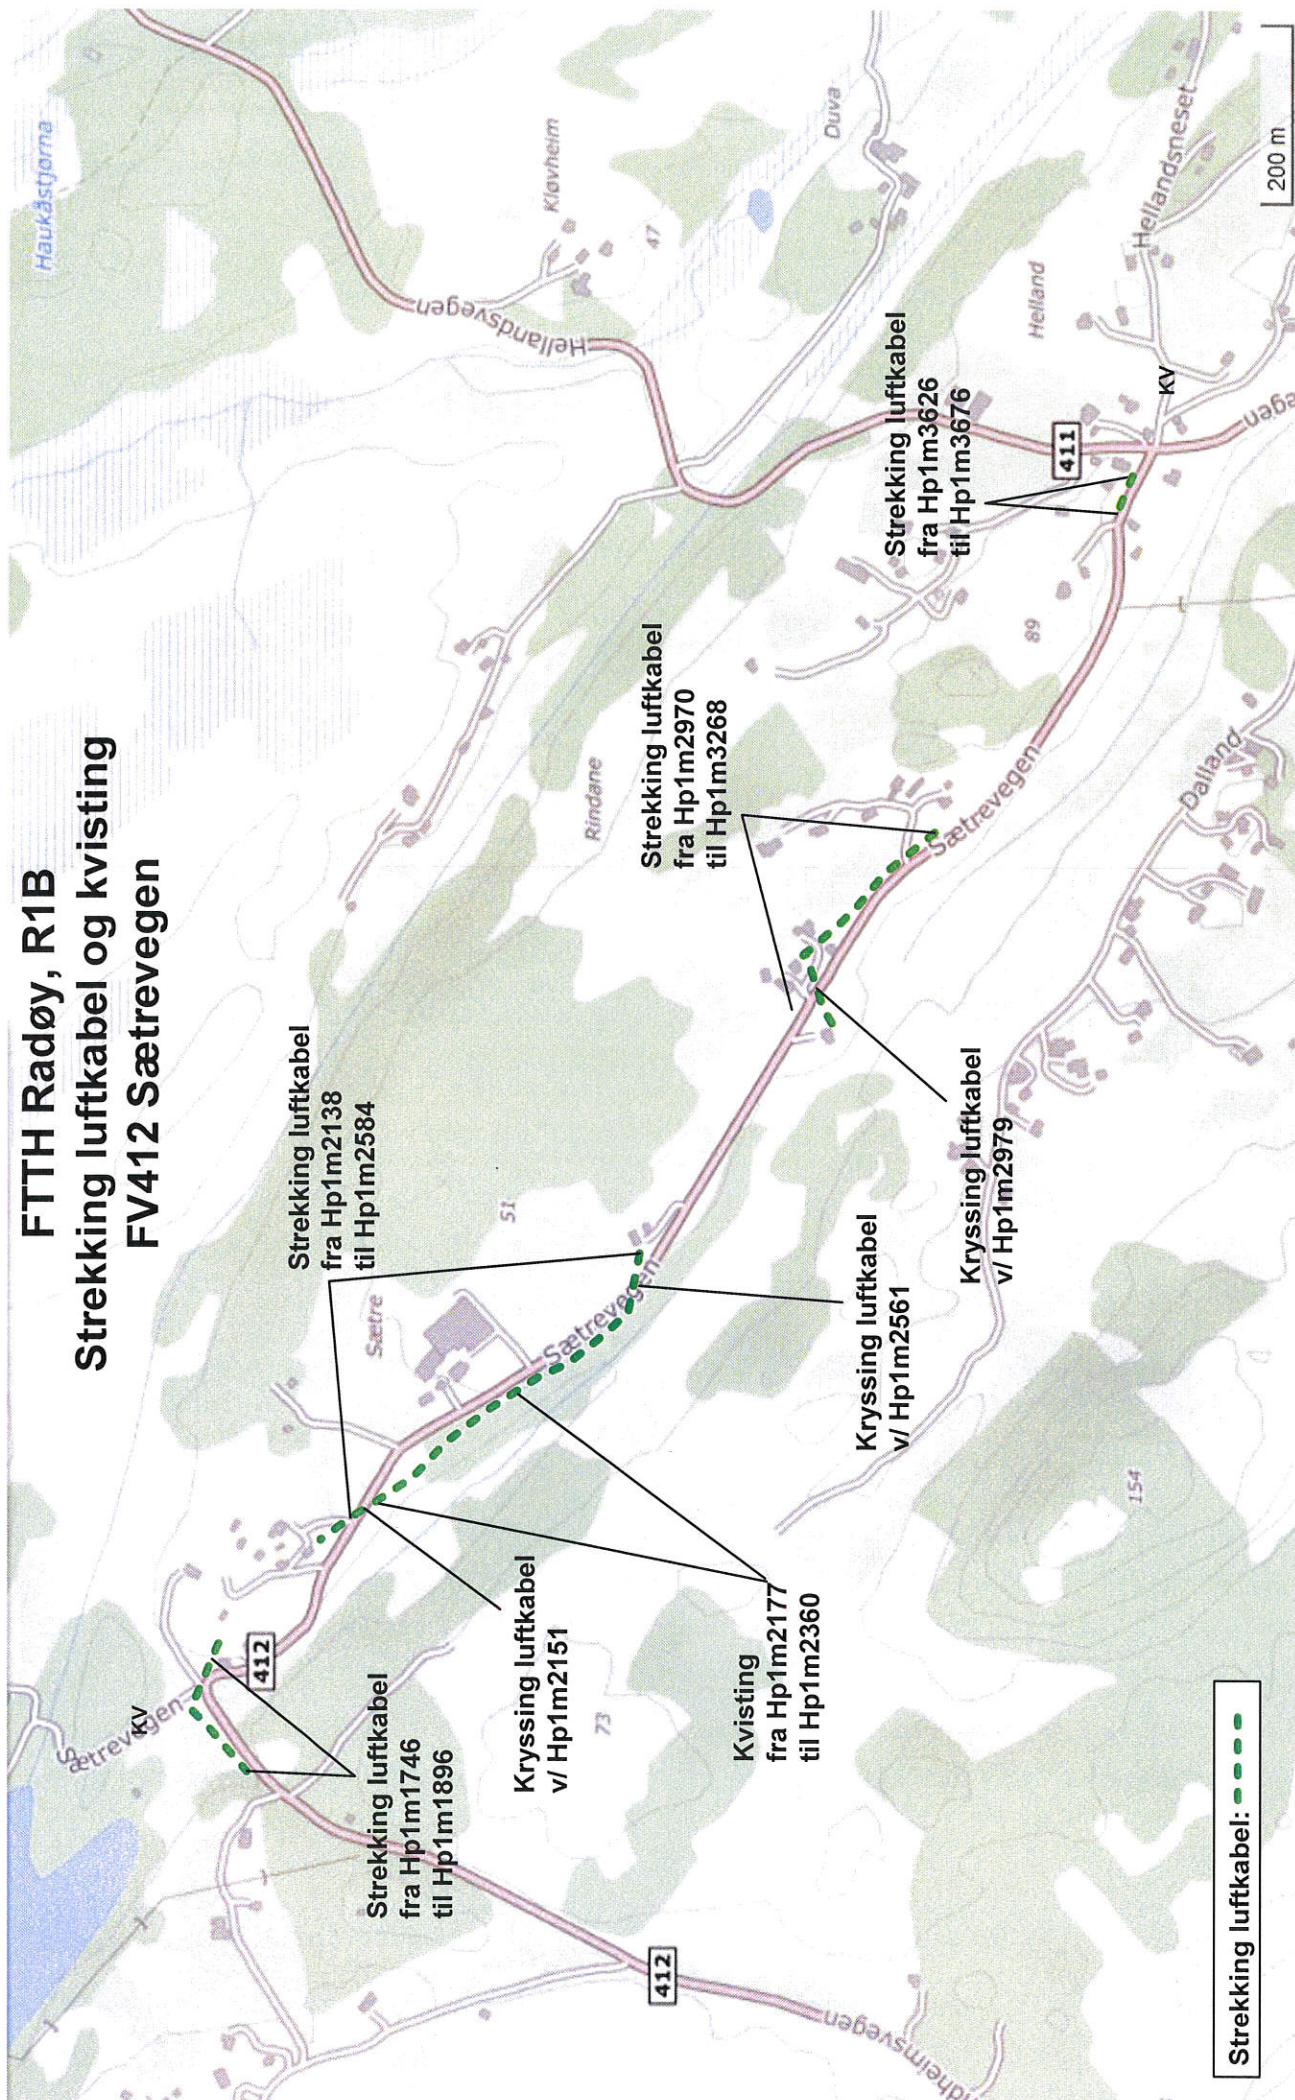 FTTH Radøy, R1B
Strekking luftkabel og kvisting
FV412 Sætrevegen
Haukåstjørna
Kløvheim
47
Duva
Hellandsvegen
Helland
Hellandsneset
Strekking luftkabel
fra Hp1m3626
til Hp1m3676
411
KV
egen
200 m
Rindane
Strekking luftkabel
fra Hp1m2970
til Hp1m3268
89
Sætrevegen
Dalland
Strekking luftkabel
fra Hp1m2138
til Hp1m2584
51
Sætre
Sætrevegen
Kryssing luftkabel
v/ Hp1m2979
Kryssing luftkabel
v/ Hp1m2561
154
Sætrevegen
KV
412
Kryssing luftkabel
v/ Hp1m2151
73
Kvisting
fra Hp1m2177
til Hp1m2360
Strekking luftkabel
fra Hp1m1746
til Hp1m1896
412
ndheimsvegen
Strekking luftkabel: